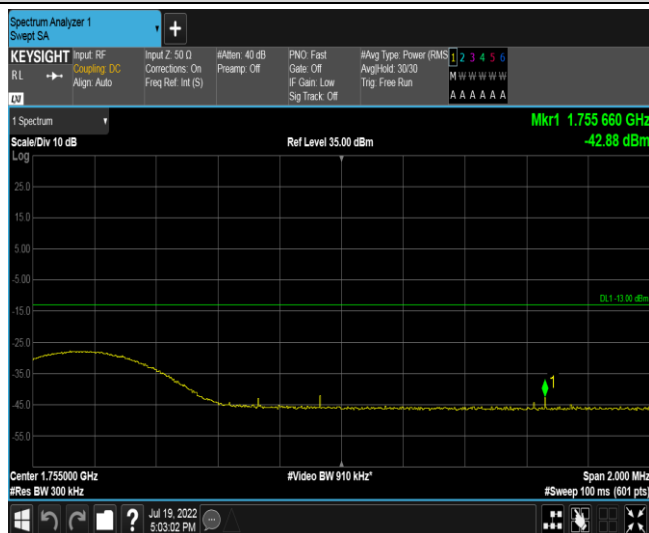 Spectrum Analyzer 1
Swept SA
KEYSIGHT Input: RF Input Z: 50 Ω #Atten: 40 dB PNO: Fast #Avg Type: Power (RMS 1 2 3 4 5 6
R L Coupling: DC Corrections: On Preamp: Off Gate: Off Avg|Hold: 30/30 M W W W W W
Align: Auto Freq Ref: Int (S) IF Gain: Low Trig: Free Run
LXI Sig Track: Off A A A A A A
1 Spectrum Mkr1 1.755 660 GHz
Scale/Div 10 dB Ref Level 35.00 dBm -42.88 dBm
Log
25.0
15.0
5.00
-5.00
DL1 -13.00 dBm
-15.0
-25.0
-35.0
1
-45.0
-55.0
Center 1.755000 GHz #Video BW 910 kHz* Span 2.000 MHz
#Res BW 300 kHz #Sweep 100 ms (601 pts)
? Jul 19, 2022
5:03:02 PM